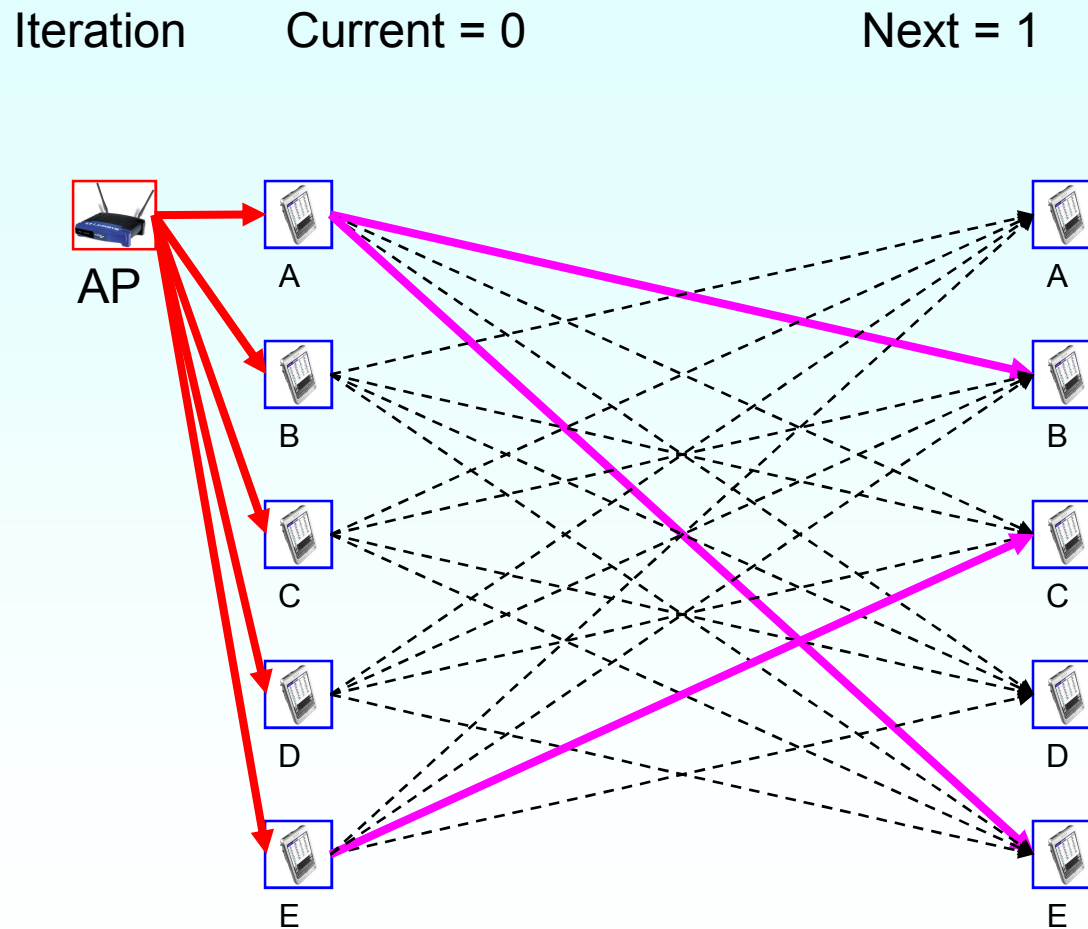 Iteration Current = 0 Next = 1
AP
A A
B B
C C
D D
E E